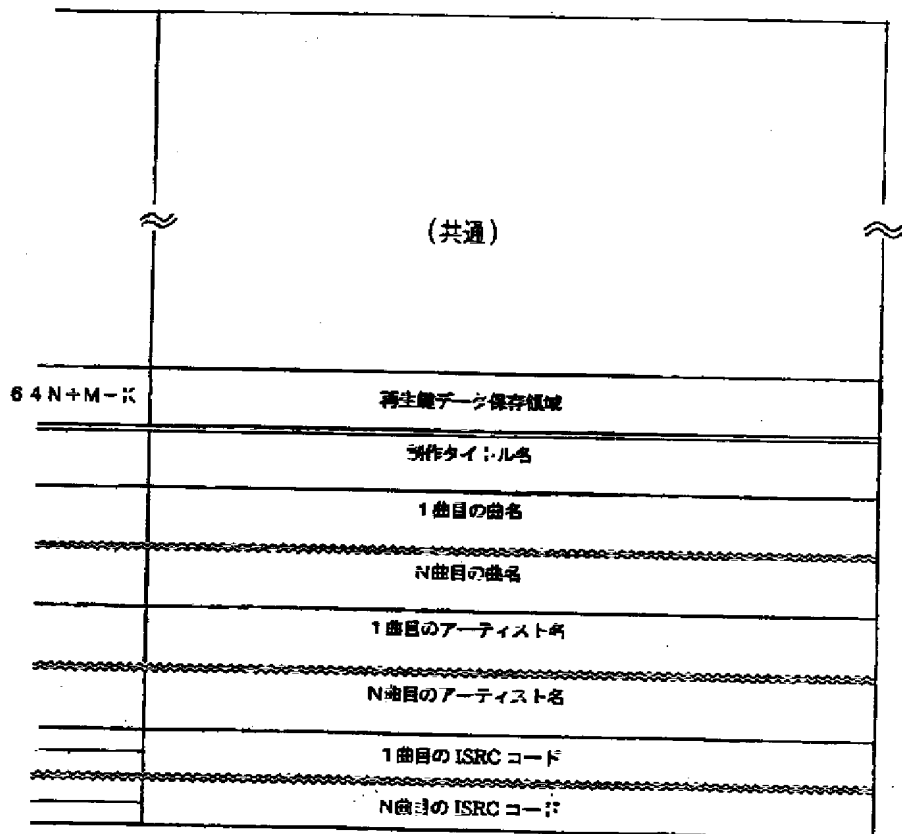 (共通)
64N+M-K
再生鍵データ保存領域
制作タイトル名
1曲目の曲名
N曲目の曲名
1曲目のアーティスト名
N曲目のアーティスト名
1曲目の ISRC コード
N曲目の ISRC コード